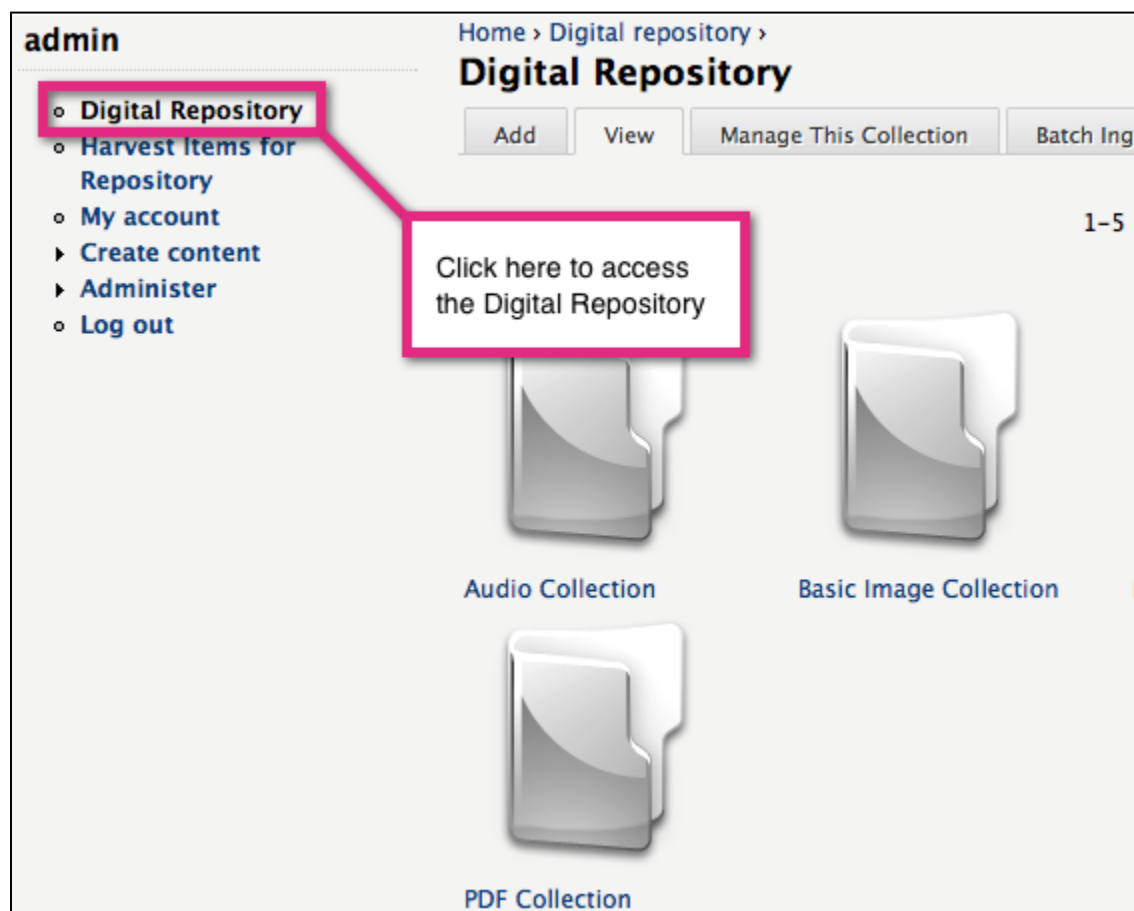 admin
Digital Repository
Harvest Items for
Repository
My account
Create content
Administer
Log out
Home › Digital repository ›
Digital Repository
Add
View
Manage This Collection
Batch Ing
1-5
Click here to access
the Digital Repository
Audio Collection
Basic Image Collection
PDF Collection